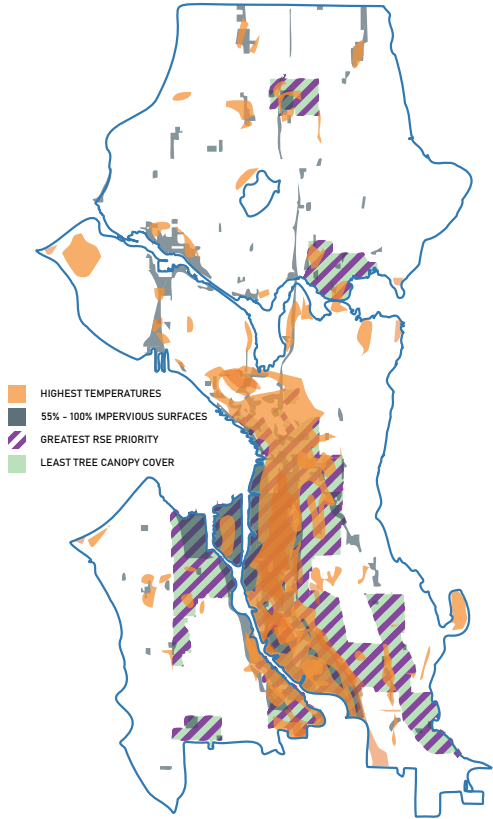 HIGHEST TEMPERATURES
55% - 100% IMPERVIOUS SURFACES
GREATEST RSE PRIORITY
LEAST TREE CANOPY COVER